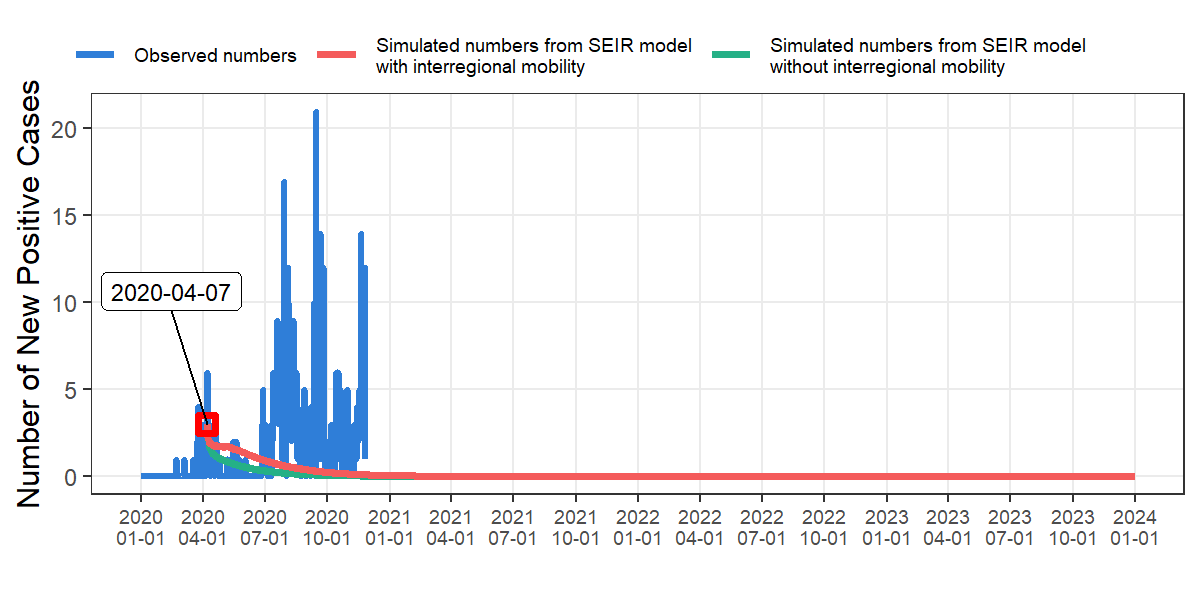 Observed numbers
Simulated numbers from SEIR model
with interregional mobility
Simulated numbers from SEIR model
without interregional mobility
Number of New Positive Cases
20
15
10
5
0
2020-04-07
2020 2020 2020 2020 2021 2021 2021 2021 2022 2022 2022 2022 2023 2023 2023 2023 2024
01-01 04-01 07-01 10-01 01-01 04-01 07-01 10-01 01-01 04-01 07-01 10-01 01-01 04-01 07-01 10-01 01-01